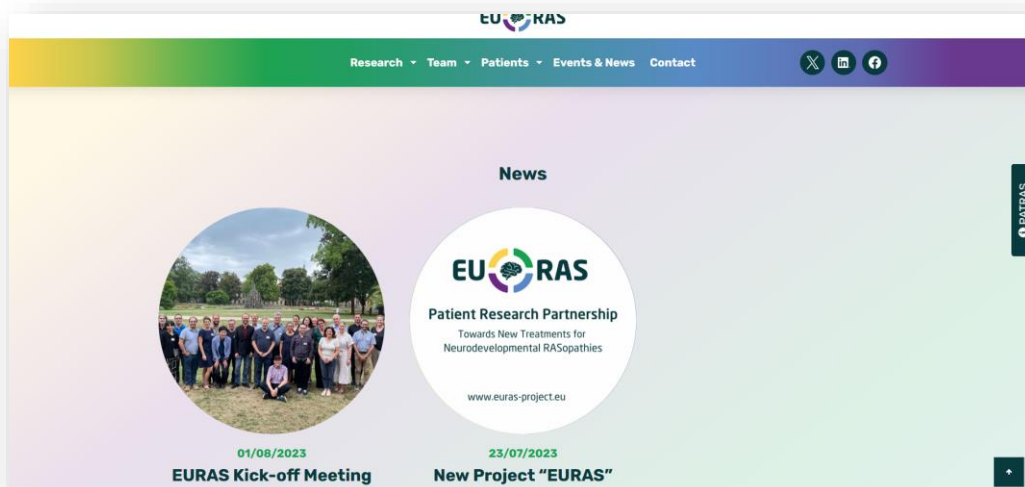 EURAS
Research Team Patients Events & News Contact
PATRAS
News
EURAS
Patient Research Partnership
Towards New Treatments for
Neurodevelopmental RASopathies
www.euras-project.eu
01/08/2023
EURAS Kick-off Meeting
23/07/2023
New Project “EURAS”